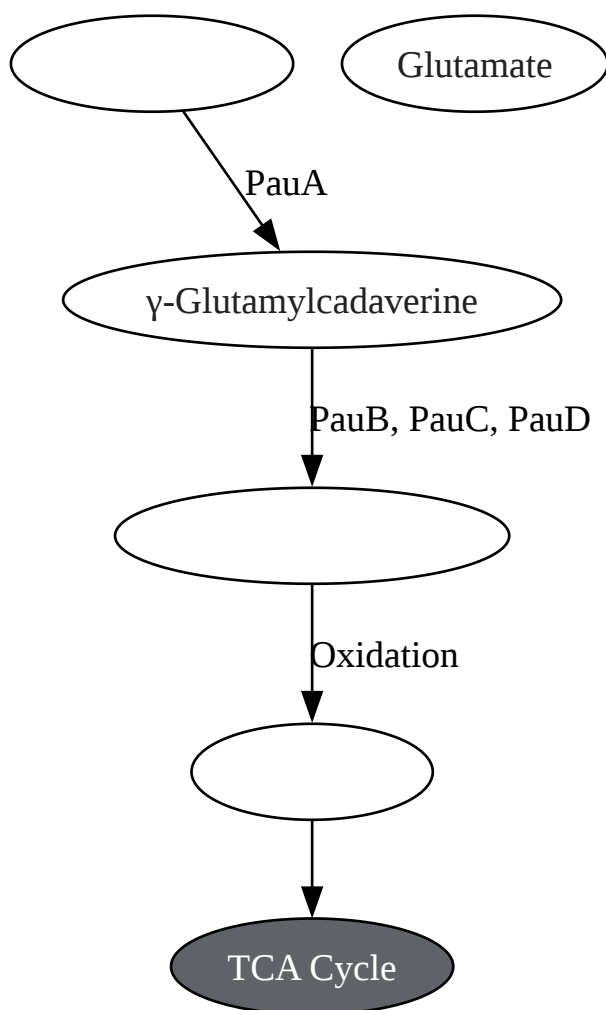 Glutamate
PauA
γ-Glutamylcadaverine
PauB, PauC, PauD
Oxidation
TCA Cycle